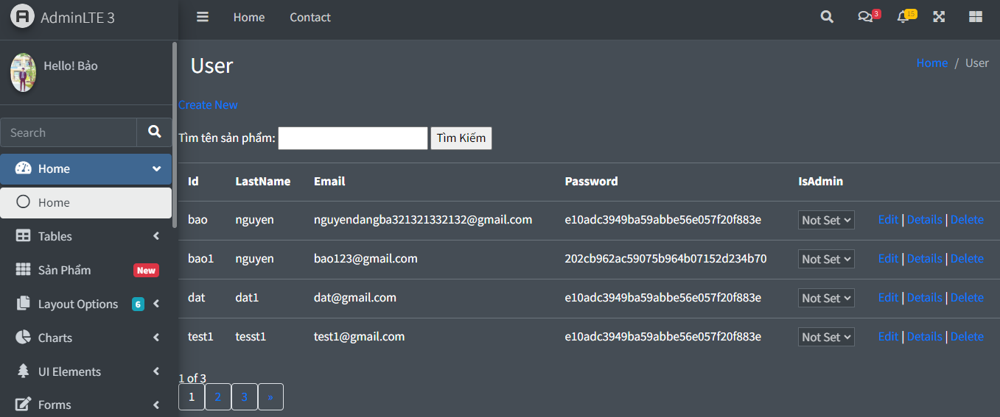 AdminLTE 3
Home Contact 3 15
Hello! Bảo
User
Home / User
Create New
Search
Tìm tên sản phẩm: Tìm Kiếm
Home
Home
Tables
Sản Phẩm New
Layout Options 6
Charts
UI Elements
Forms
Id LastName Email Password IsAdmin
bao nguyen nguyendangba321321332132@gmail.com e10adc3949ba59abbe56e057f20f883e Not Set Edit | Details | Delete
bao1 nguyen bao123@gmail.com 202cb962ac59075b964b07152d234b70 Not Set Edit | Details | Delete
dat dat1 dat@gmail.com e10adc3949ba59abbe56e057f20f883e Not Set Edit | Details | Delete
test1 tesst1 test1@gmail.com e10adc3949ba59abbe56e057f20f883e Not Set Edit | Details | Delete
1 of 3
1 2 3 »